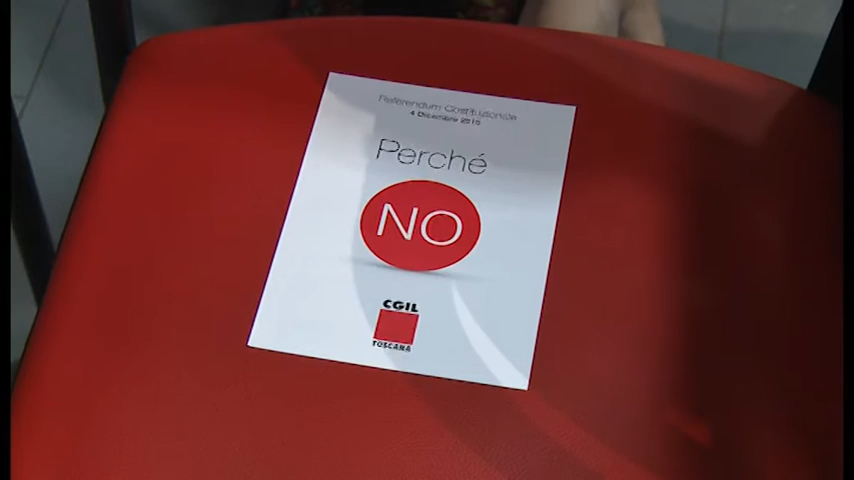 Referendum Costituzionale
4 Dicembre 2016
Perché
NO
CGIL
TOSCANA